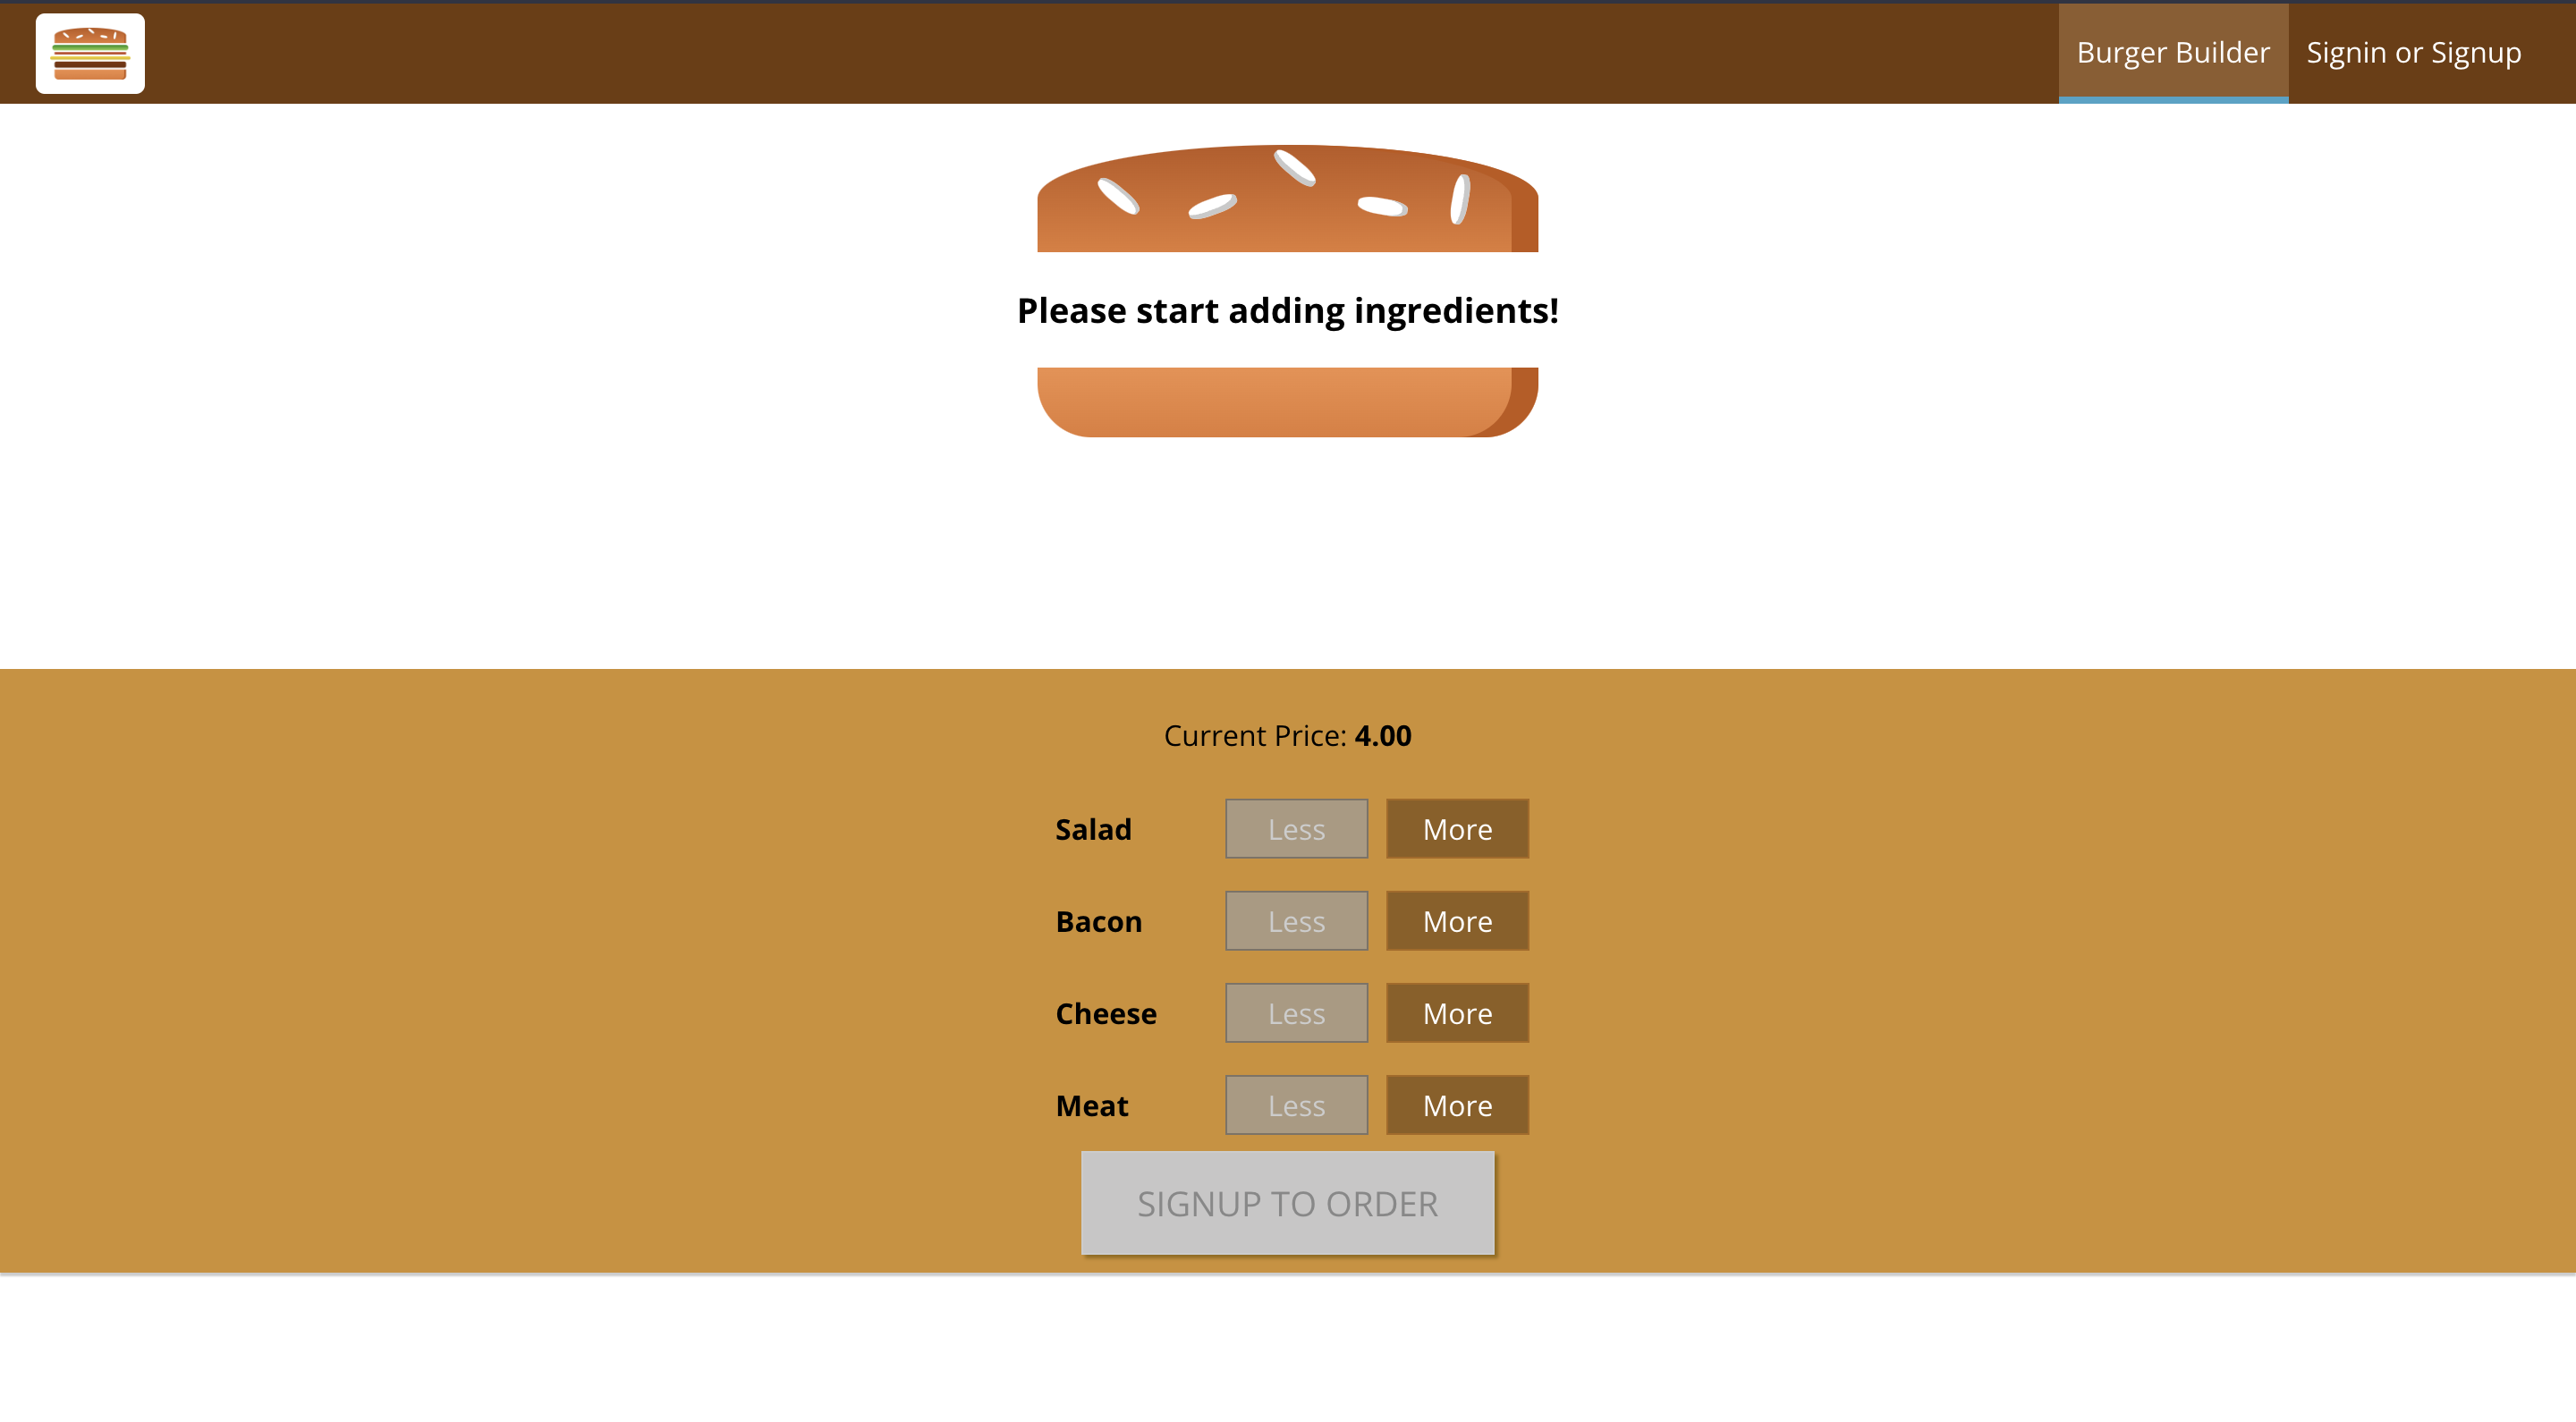 Burger Builder Signin or Signup
Please start adding ingredients!
Current Price: 4.00
Salad Less More
Bacon Less More
Cheese Less More
Meat Less More
SIGNUP TO ORDER